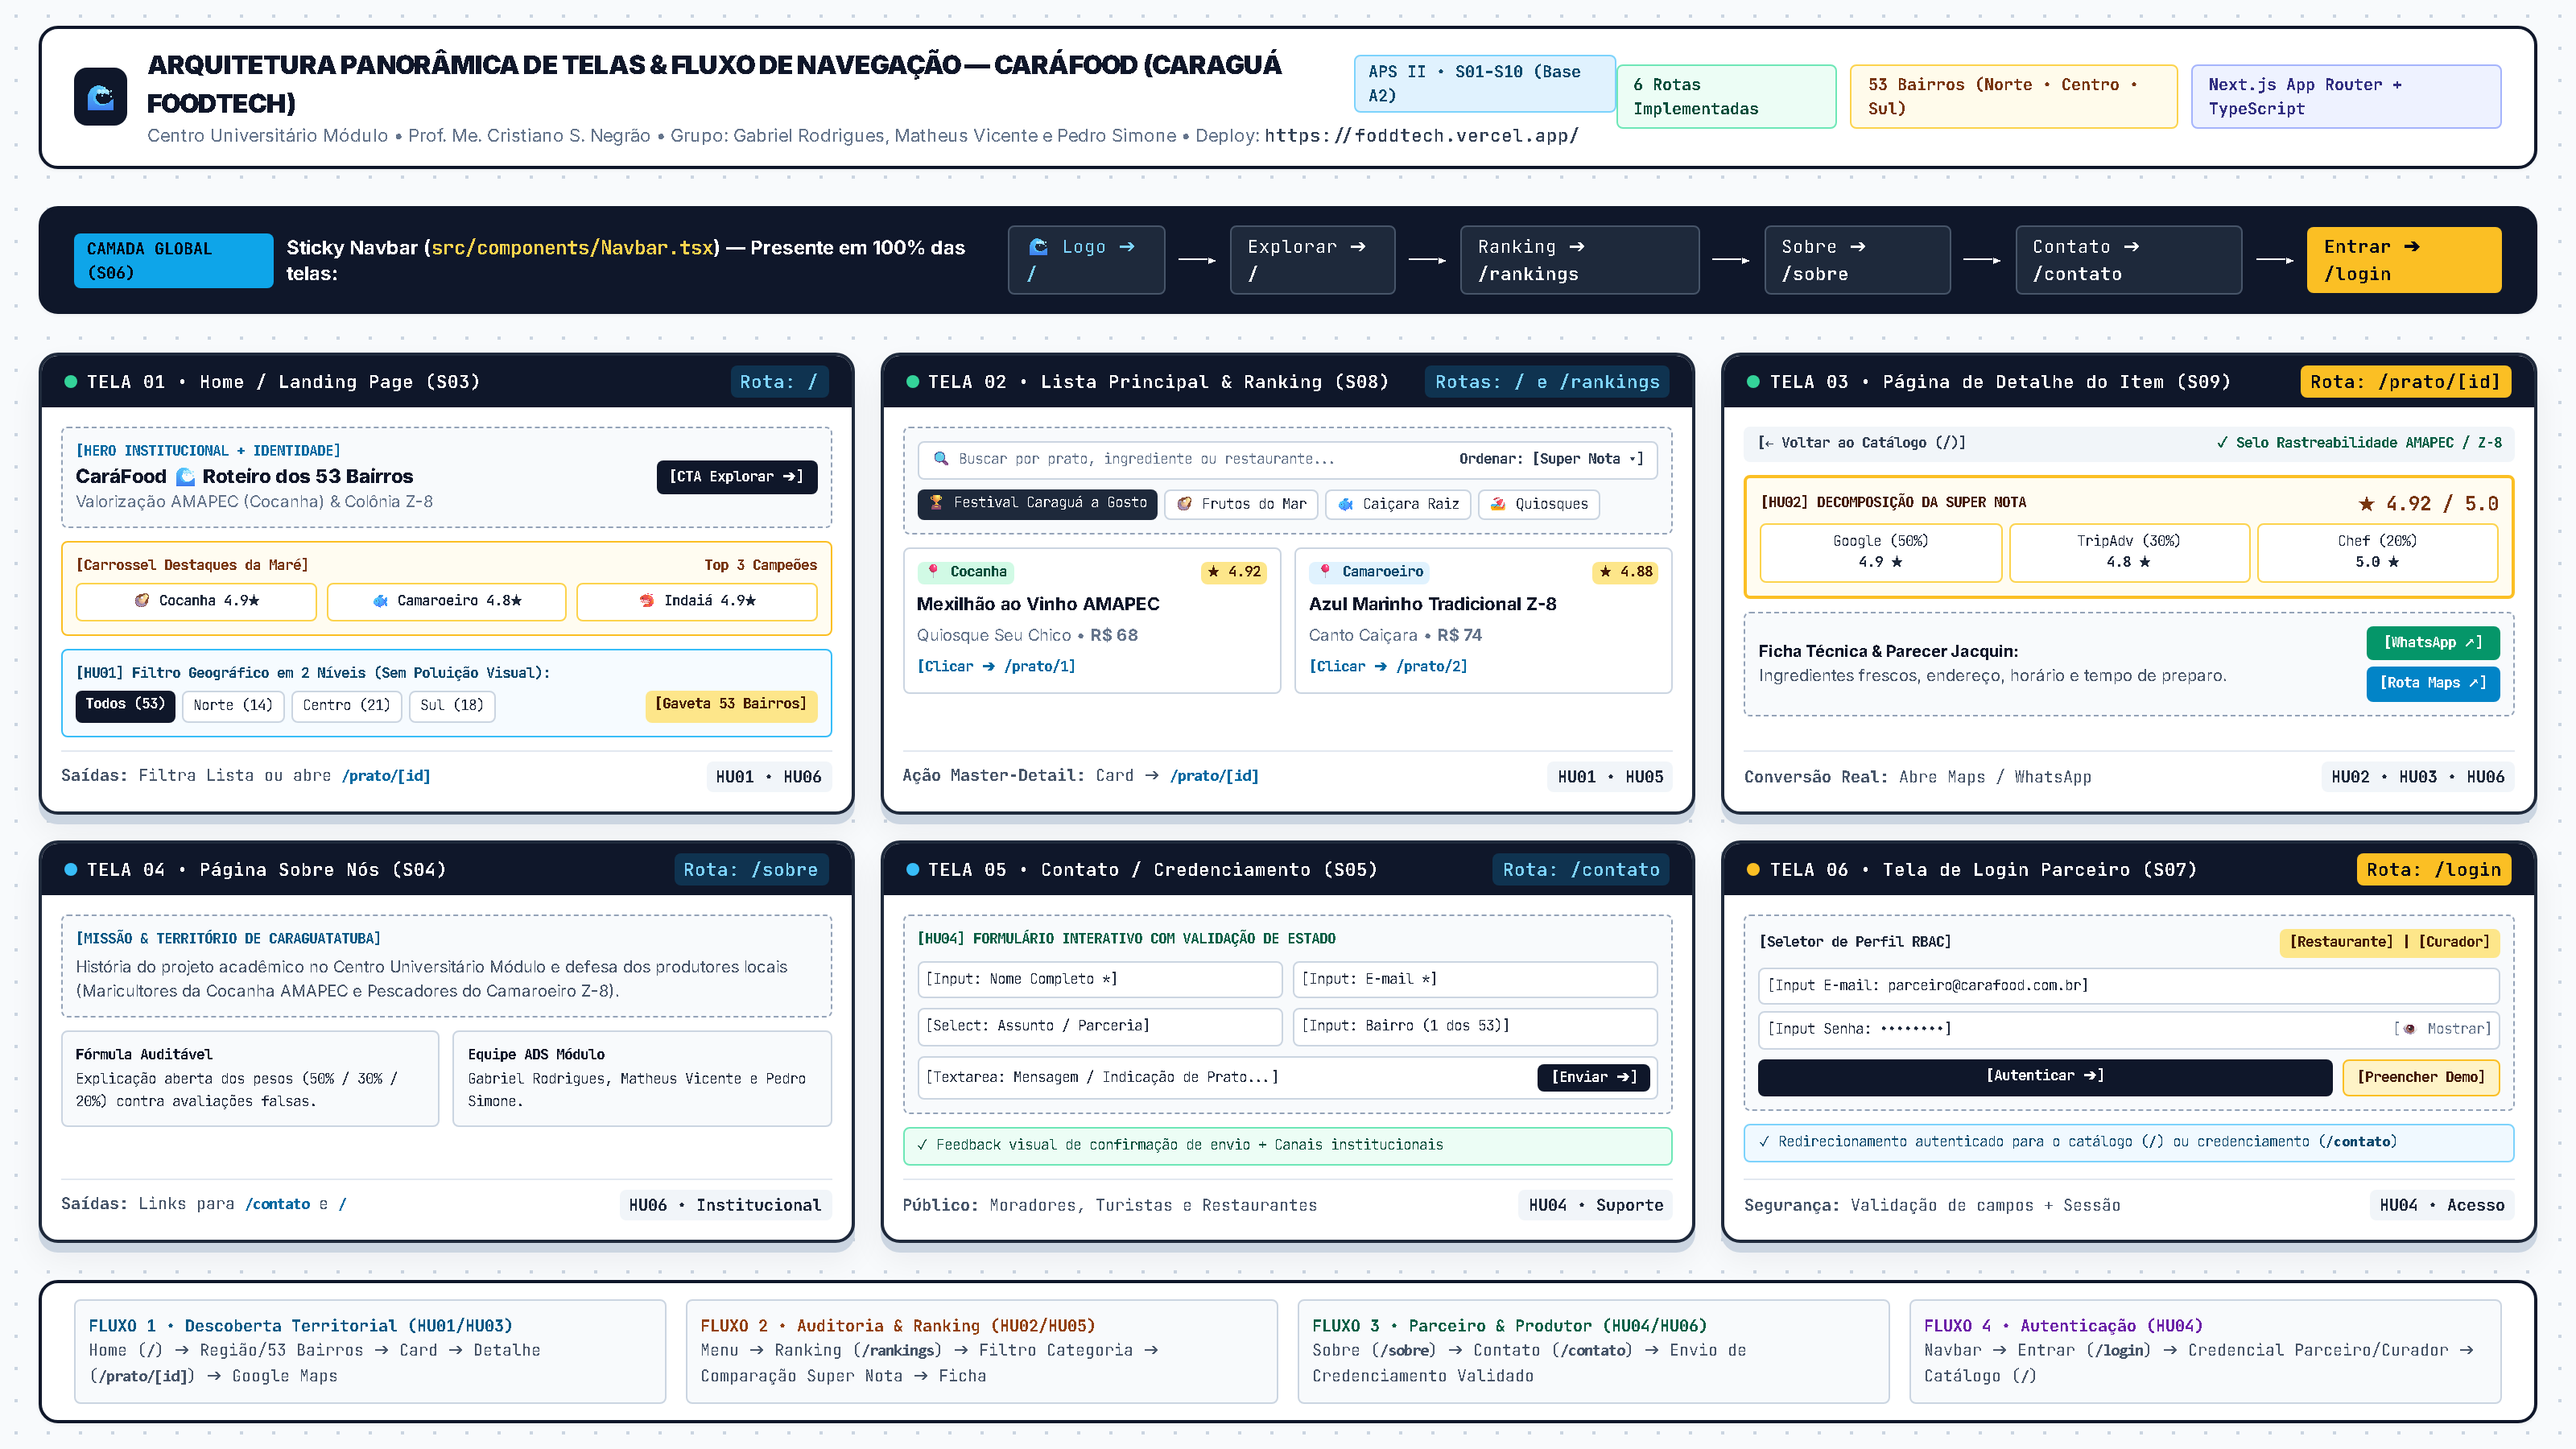 ARQUITETURA PANORÂMICA DE TELAS & FLUXO DE NAVEGAÇÃO — CARÁFOOD (CARAGUÁ
FOODTECH)
Centro Universitário Módulo • Prof. Me. Cristiano S. Negrão • Grupo: Gabriel Rodrigues, Matheus Vicente e Pedro Simone • Deploy: https://foddtech.vercel.app/
APS II • S01-S10 (Base
A2)
6 Rotas
Implementadas
53 Bairros (Norte • Centro •
Sul)
Next.js App Router +
TypeScript
CAMADA GLOBAL
(S06)
Sticky Navbar (src/components/Navbar.tsx) — Presente em 100% das
telas:
🌊 Logo →
/
Explorar →
/
Ranking →
/rankings
Sobre →
/sobre
Contato →
/contato
Entrar →
/login
TELA 01 • Home / Landing Page (S03)
Rota: /
[HERO INSTITUCIONAL + IDENTIDADE]
CaráFood 🌊 Roteiro dos 53 Bairros
Valorização AMAPEC (Cocanha) & Colônia Z-8
[CTA Explorar →]
[Carrossel Destaques da Maré]
Top 3 Campeões
🦪 Cocanha 4.9★
🐟 Camaroeiro 4.8★
🦐 Indaiá 4.9★
[HU01] Filtro Geográfico em 2 Níveis (Sem Poluição Visual):
Todos (53)
Norte (14)
Centro (21)
Sul (18)
[Gaveta 53 Bairros]
Saídas: Filtra Lista ou abre /prato/[id]
HU01 • HU06
TELA 02 • Lista Principal & Ranking (S08)
Rotas: / e /rankings
🔍 Buscar por prato, ingrediente ou restaurante...
Ordenar: [Super Nota ▾]
🏆 Festival Caraguá a Gosto
🦪 Frutos do Mar
🐟 Caiçara Raiz
🏖️ Quiosques
📍 Cocanha
★ 4.92
Mexilhão ao Vinho AMAPEC
Quiosque Seu Chico • R$ 68
[Clicar → /prato/1]
📍 Camaroeiro
★ 4.88
Azul Marinho Tradicional Z-8
Canto Caiçara • R$ 74
[Clicar → /prato/2]
Ação Master-Detail: Card → /prato/[id]
HU01 • HU05
TELA 03 • Página de Detalhe do Item (S09)
Rota: /prato/[id]
[← Voltar ao Catálogo (/)]
✓ Selo Rastreabilidade AMAPEC / Z-8
[HU02] DECOMPOSIÇÃO DA SUPER NOTA
★ 4.92 / 5.0
Google (50%)
4.9 ★
TripAdv (30%)
4.8 ★
Chef (20%)
5.0 ★
Ficha Técnica & Parecer Jacquin:
Ingredientes frescos, endereço, horário e tempo de preparo.
[WhatsApp ↗]
[Rota Maps ↗]
Conversão Real: Abre Maps / WhatsApp
HU02 • HU03 • HU06
TELA 04 • Página Sobre Nós (S04)
Rota: /sobre
[MISSÃO & TERRITÓRIO DE CARAGUATATUBA]
História do projeto acadêmico no Centro Universitário Módulo e defesa dos produtores locais
(Maricultores da Cocanha AMAPEC e Pescadores do Camaroeiro Z-8).
Fórmula Auditável
Explicação aberta dos pesos (50% / 30% /
20%) contra avaliações falsas.
Equipe ADS Módulo
Gabriel Rodrigues, Matheus Vicente e Pedro
Simone.
Saídas: Links para /contato e /
HU06 • Institucional
TELA 05 • Contato / Credenciamento (S05)
Rota: /contato
[HU04] FORMULÁRIO INTERATIVO COM VALIDAÇÃO DE ESTADO
[Input: Nome Completo *]
[Input: E-mail *]
[Select: Assunto / Parceria]
[Input: Bairro (1 dos 53)]
[Textarea: Mensagem / Indicação de Prato...]
[Enviar →]
✓ Feedback visual de confirmação de envio + Canais institucionais
Público: Moradores, Turistas e Restaurantes
HU04 • Suporte
TELA 06 • Tela de Login Parceiro (S07)
Rota: /login
[Seletor de Perfil RBAC]
[Restaurante] | [Curador]
[Input E-mail: parceiro@carafood.com.br]
[Input Senha: ••••••••]
[👁 Mostrar]
[Autenticar →]
[Preencher Demo]
✓ Redirecionamento autenticado para o catálogo (/) ou credenciamento (/contato)
Segurança: Validação de campos + Sessão
HU04 • Acesso
FLUXO 1 • Descoberta Territorial (HU01/HU03)
Home (/) → Região/53 Bairros → Card → Detalhe
(/prato/[id]) → Google Maps
FLUXO 2 • Auditoria & Ranking (HU02/HU05)
Menu → Ranking (/rankings) → Filtro Categoria →
Comparação Super Nota → Ficha
FLUXO 3 • Parceiro & Produtor (HU04/HU06)
Sobre (/sobre) → Contato (/contato) → Envio de
Credenciamento Validado
FLUXO 4 • Autenticação (HU04)
Navbar → Entrar (/login) → Credencial Parceiro/Curador →
Catálogo (/)